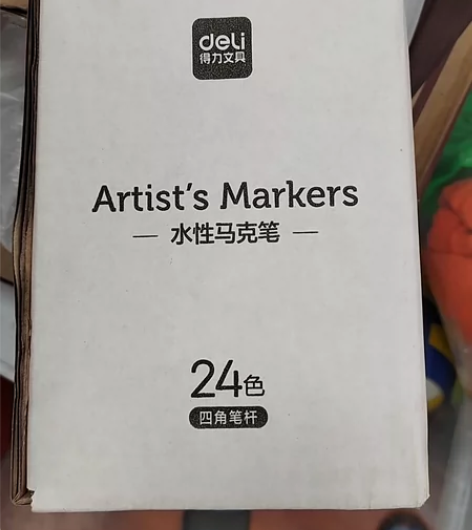 deli
得力文具
Artist's Markers
— 水性马克笔 —
24色
四角笔杆